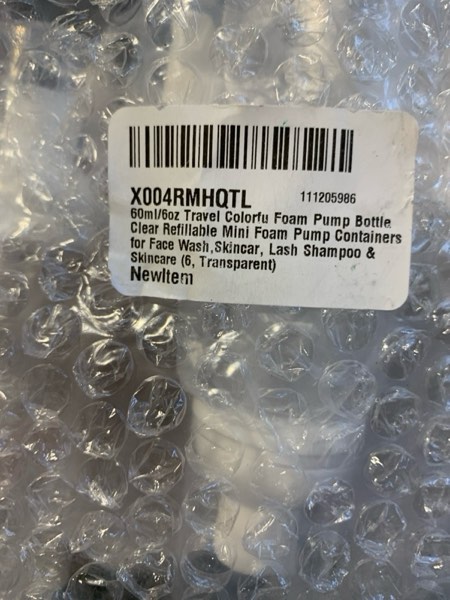 X004RMHQTL 111205986
60ml/6oz Travel Colorfu Foam Pump Bottle
Clear Refillable Mini Foam Pump Containers
for Face Wash,Skincar, Lash Shampoo &
Skincare (6, Transparent)
NewItem